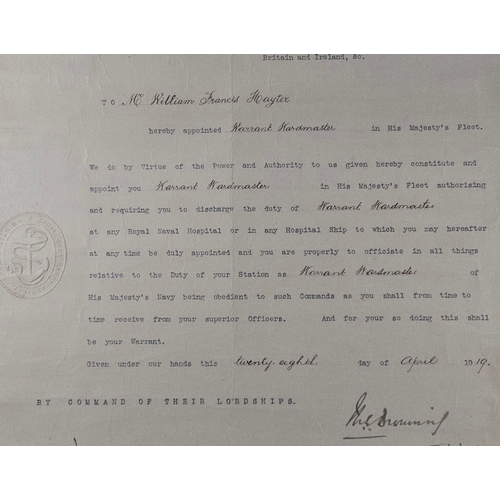 Britain and Ireland, &c.
TO Mr William Francis Hayter
hereby appointed Warrant Wardmaster in His Majesty's Fleet.
We do by Virtue of the Power and Authority to us given hereby constitute and
appoint you Warrant Wardmaster in His Majesty's Fleet authorising
and requiring you to discharge the duty of Warrant Wardmaster
at any Royal Naval Hospital or in any Hospital Ship to which you may hereafter
at any time be duly appointed and you are properly to officiate in all things
relative to the Duty of your Station as Warrant Wardmaster of
His Majesty's Navy being obedient to such Commands as you shall from time to
time receive from your superior Officers. And for your so doing this shall
be your Warrant.
Given under our hands this twenty eighth day of April 1919.
BY COMMAND OF THEIR LORDSHIPS.
Browning